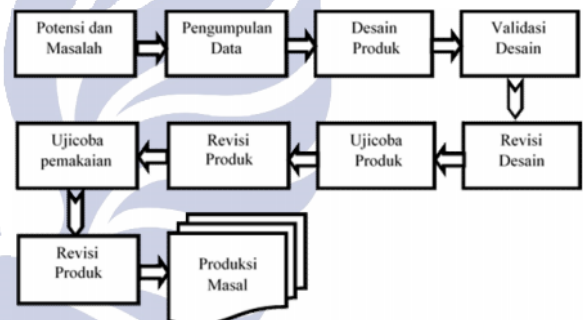 Potensi dan
Masalah
Pengumpulan
Data
Desain
Produk
Validasi
Desain
Revisi
Desain
Ujicoba
Produk
Revisi
Produk
Ujicoba
pemakaian
Revisi
Produk
Produksi
Masal